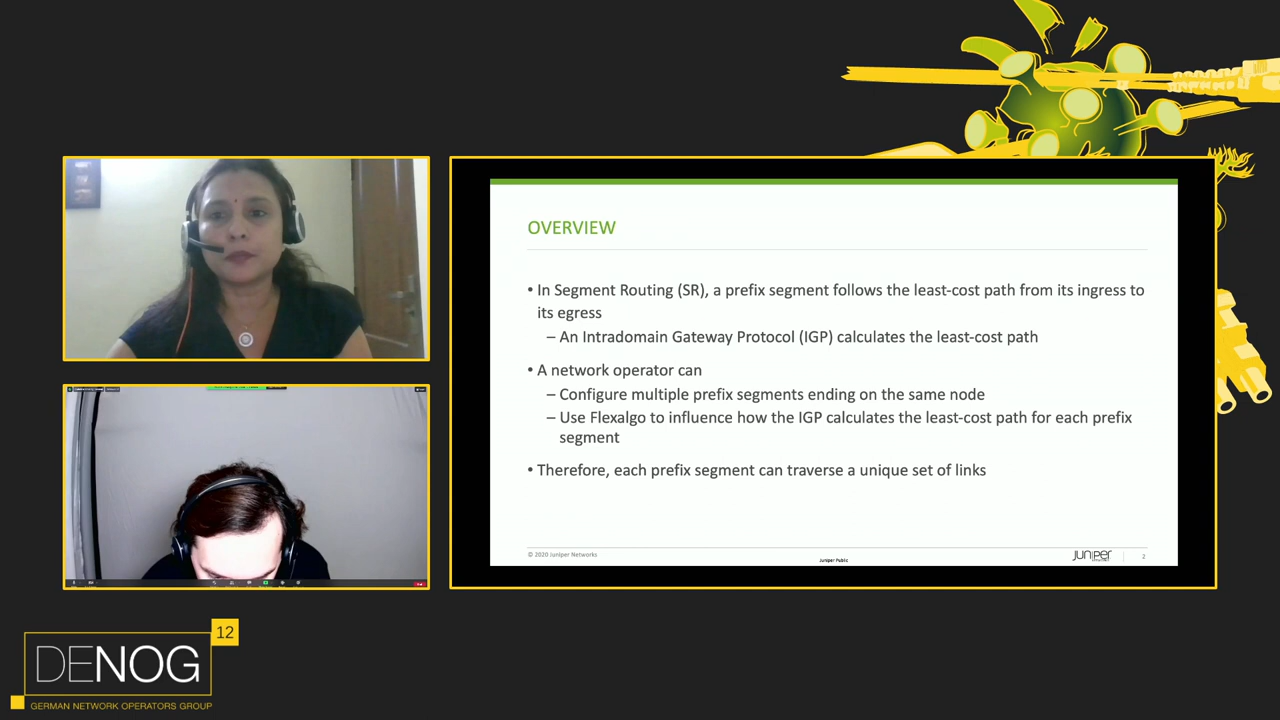 OVERVIEW
• In Segment Routing (SR), a prefix segment follows the least-cost path from its ingress to
its egress
– An Intradomain Gateway Protocol (IGP) calculates the least-cost path
• A network operator can
– Configure multiple prefix segments ending on the same node
– Use Flexalgo to influence how the IGP calculates the least-cost path for each prefix
segment
• Therefore, each prefix segment can traverse a unique set of links
© 2020 Juniper Networks
Juniper Public
Juniper
2
12
DENOG
GERMAN NETWORK OPERATORS GROUP